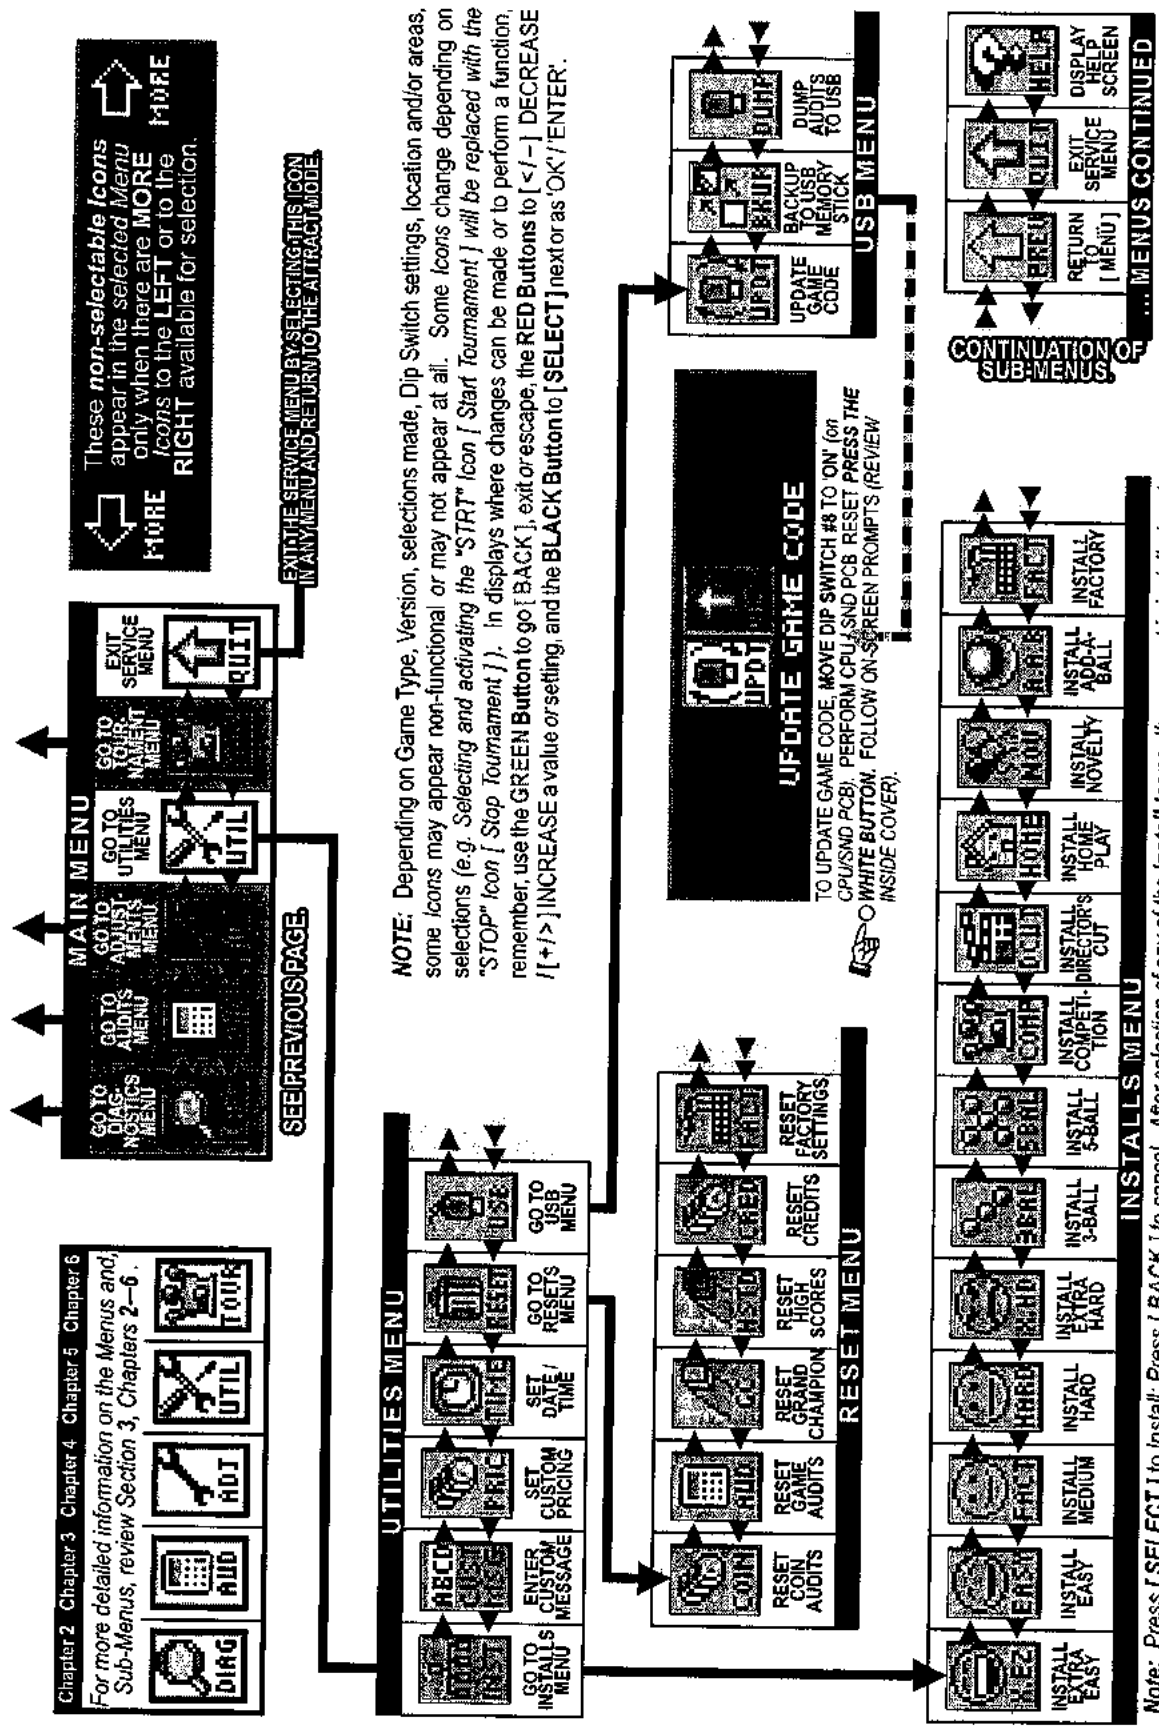 Chapter 2 Chapter 3 Chapter 4 Chapter 5 Chapter 6
For more detailed information on the Menus and
Sub-Menus, review Section 3, Chapters 2—6.
DIAG AUD ADJ UTIL TOUR
MAIN MENU
GO TO
DIAG-
NOSTICS
MENU
GO TO
AUDITS
MENU
GO TO
ADJUST-
MENTS
MENU
GO TO
UTILITIES
MENU
UTIL
GO TO
TOUR-
NAMENT
MENU
EXIT
SERVICE
MENU
QUIT
SEE PREVIOUS PAGE.
These non-selectable Icons
appear in the selected Menu
only when there are MORE
Icons to the LEFT or to the
RIGHT available for selection.
MORE
MORE
EXIT THE SERVICE MENU BY SELECTING THIS ICON
IN ANY MENU AND RETURN TO THE ATTRACT MODE.
NOTE: Depending on Game Type, Version, selections made, Dip Switch settings, location and/or areas,
some Icons may appear non-functional or may not appear at all. Some Icons change depending on
selections (e.g. Selecting and activating the "STRT" Icon [ Start Tournament ] will be replaced with the
"STOP" Icon [ Stop Tournament ] ). In displays where changes can be made or to perform a function,
remember, use the GREEN Button to go [ BACK ], exit or escape, the RED Buttons to [ < / – ] DECREASE
/ [ + / > ] INCREASE a value or setting, and the BLACK Button to [ SELECT ] next or as 'OK' / 'ENTER'.
UTILITIES MENU
INST
GO TO
INSTALLS
MENU
ABCD
CUST
MSG
ENTER
CUSTOM
MESSAGE
PRIC
SET
CUSTOM
PRICING
TIME
SET
DATE /
TIME
RESET
GO TO
RESETS
MENU
USB
GO TO
USB
MENU
COIN
RESET
COIN
AUDITS
AUD
RESET
GAME
AUDITS
GC
RESET
GRAND
CHAMPION
HSTD
RESET
HIGH
SCORES
CRED
RESET
CREDITS
FACT
RESET
FACTORY
SETTINGS
RESET MENU
UPDT
UPDATE GAME CODE
TO UPDATE GAME CODE, MOVE DIP SWITCH #8 TO 'ON' (on
CPU/SND PCB). PERFORM CPU / SND PCB RESET PRESS THE
WHITE BUTTON. FOLLOW ON-SCREEN PROMPTS (REVIEW
INSIDE COVER).
UPDT
UPDATE
GAME
CODE
BKUP
BACKUP
TO USB
MEMORY
STICK
DUMP
DUMP
AUDITS
TO USB
USB MENU
X.EZ
INSTALL
EXTRA
EASY
EASY
INSTALL
EASY
FACT
INSTALL
MEDIUM
HARD
INSTALL
HARD
X.HD
INSTALL
EXTRA
HARD
3BAL
INSTALL
3-BALL
5BAL
INSTALL
5-BALL
COMP
INSTALL
COMPETI-
TION
DCUT
INSTALL
DIRECTOR'S
CUT
HOME
INSTALL
HOME
PLAY
NOV
INSTALL
NOVELTY
A.A.B
INSTALL
ADD-A-
BALL
FACT
INSTALL
FACTORY
INSTALLS MENU
CONTINUATION OF
SUB-MENUS.
PREV
RETURN
TO
[ MENU ]
QUIT
EXIT
SERVICE
MENU
HELP
DISPLAY
HELP
SCREEN
... MENUS CONTINUED
Note: Press [ SELECT ] to Install; Press [ BACK ] to cancel. After selection of any of the Install